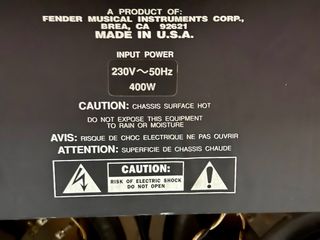 A PRODUCT OF:
FENDER MUSICAL INSTRUMENTS CORP.,
BREA, CA 92621
MADE IN U.S.A.
INPUT POWER
230V~50Hz
400W
CAUTION: CHASSIS SURFACE HOT
DO NOT EXPOSE THIS EQUIPMENT
TO RAIN OR MOISTURE
AVIS: RISQUE DE CHOC ELECTRIQUE NE PAS OUVRIR
ATTENTION: SUPERFICIE DE CHASSIS CHAUDE
CAUTION:
RISK OF ELECTRIC SHOCK
DO NOT OPEN